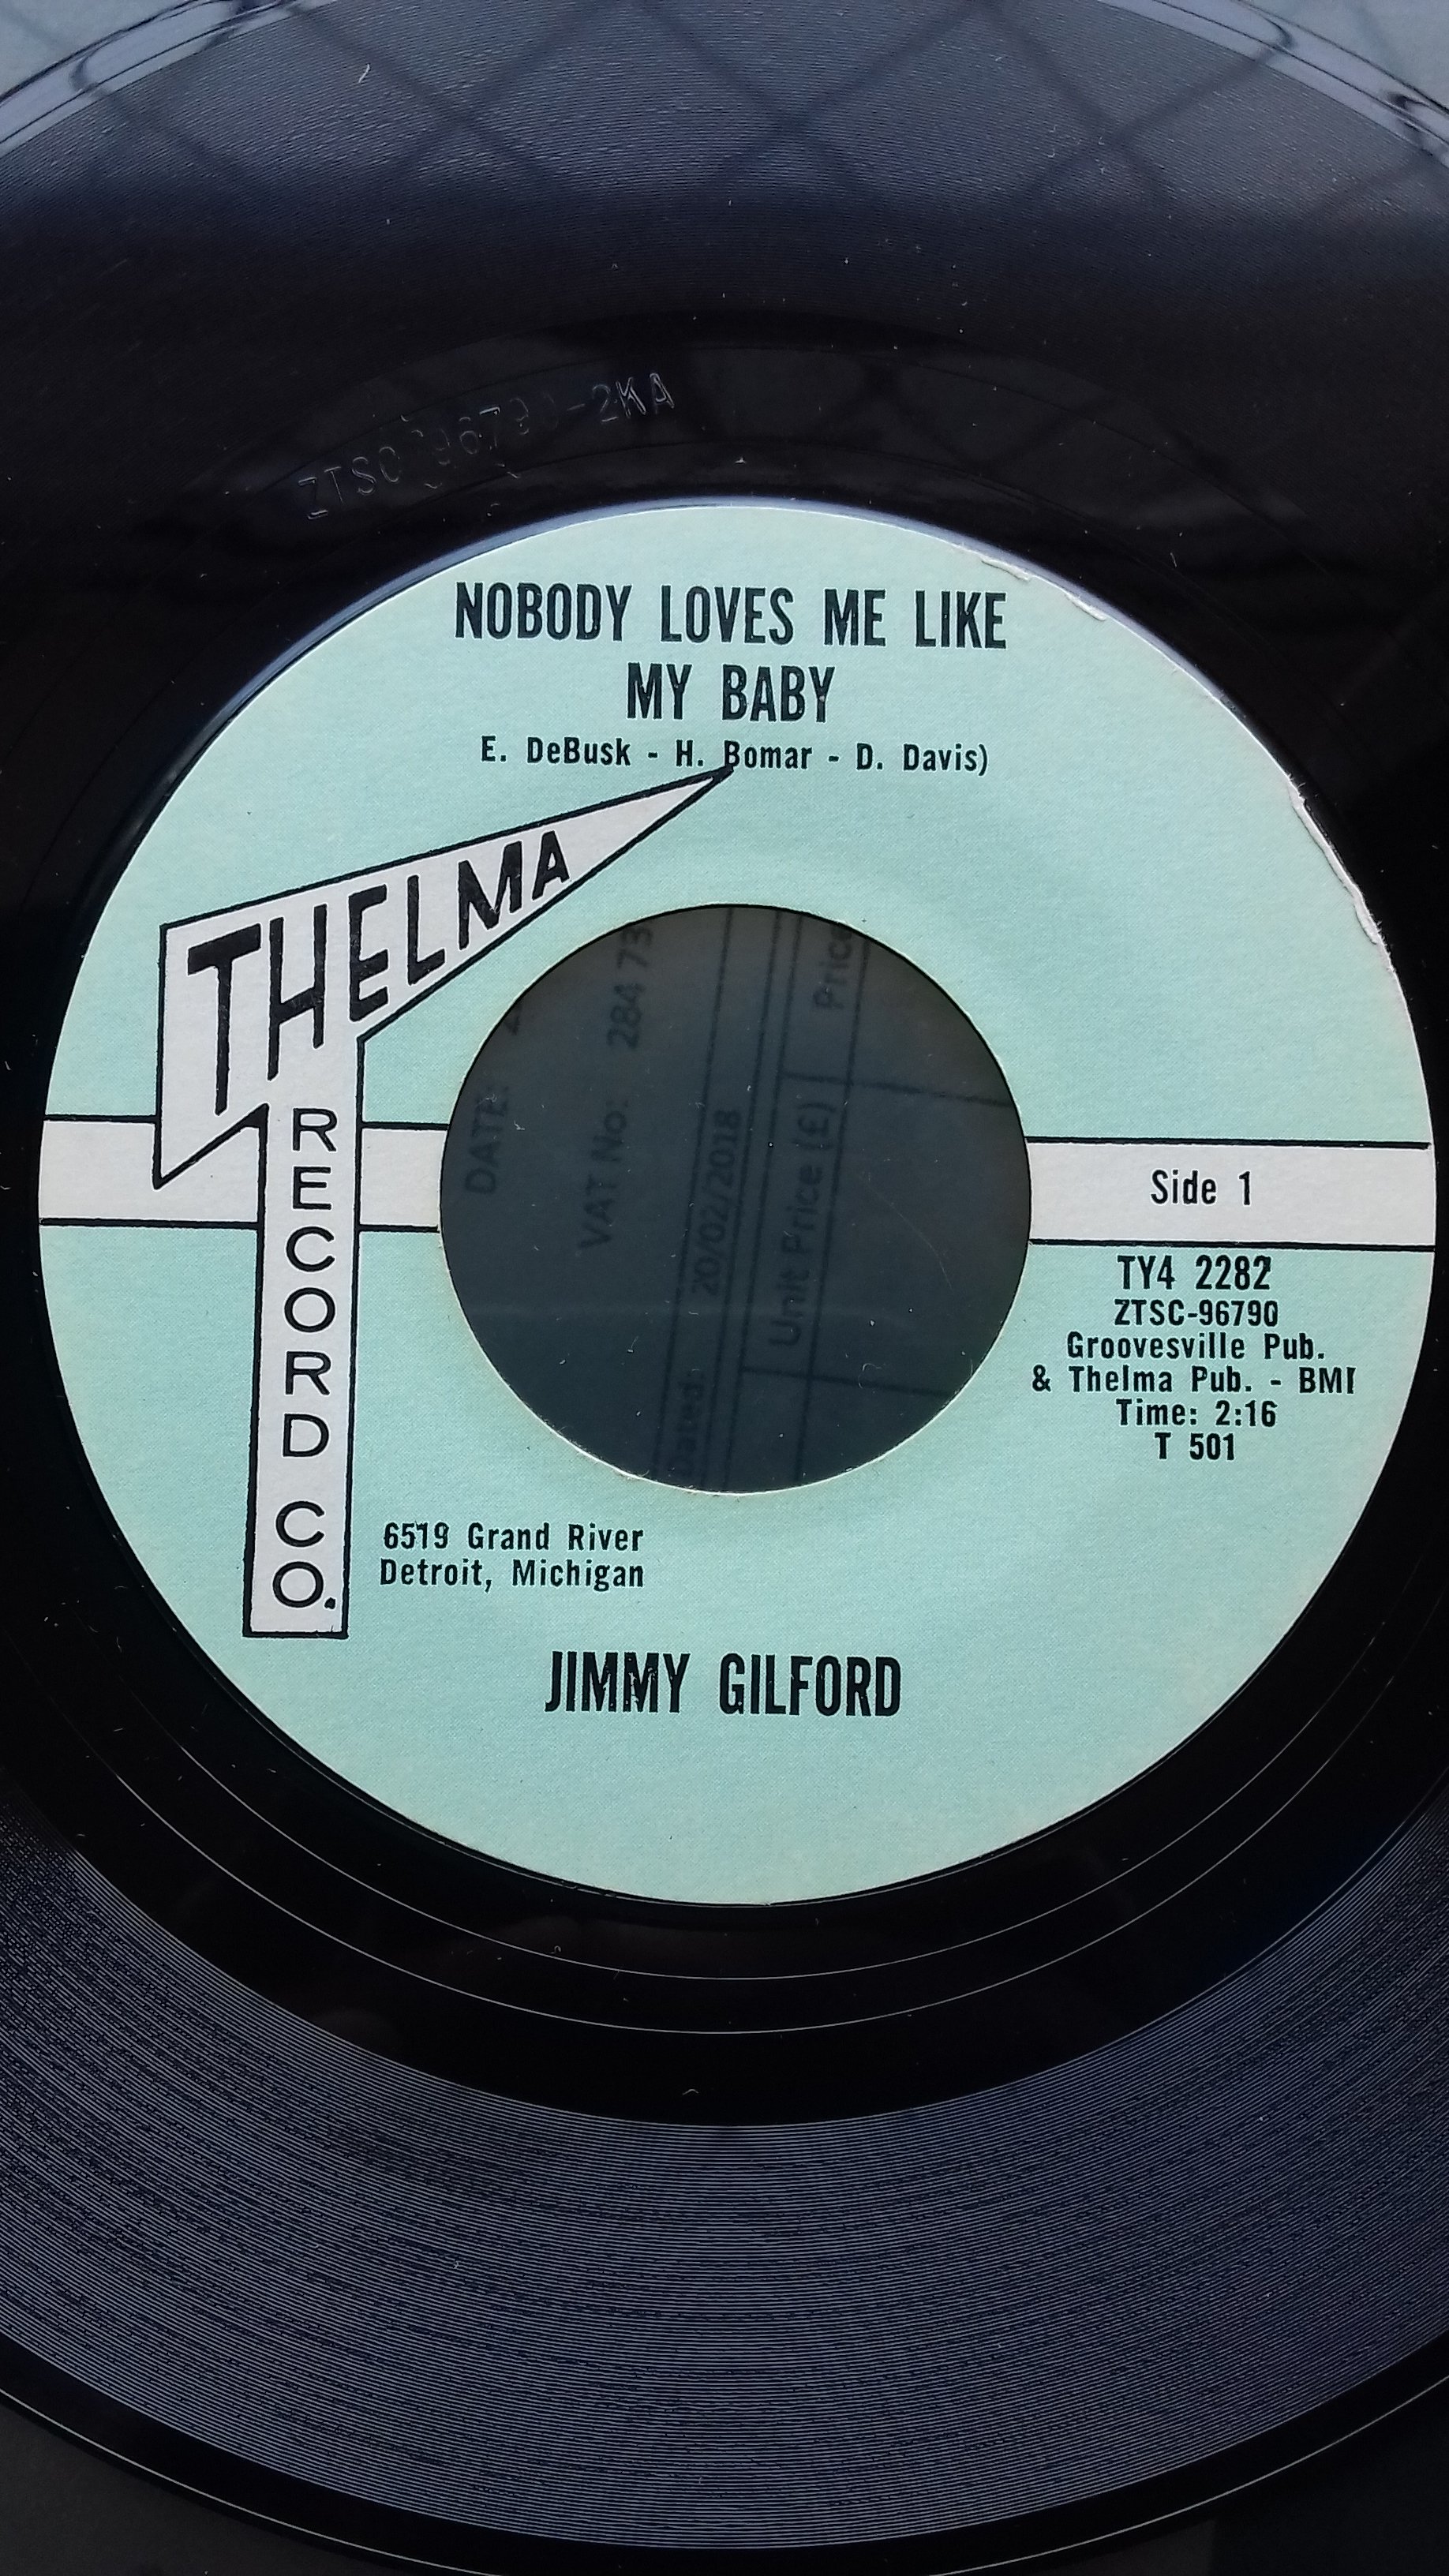 NOBODY LOVES ME LIKE
MY BABY
E. DeBusk - H. Bomar - D. Davis)
THELMA
RECORD CO.
Side 1
TY4 2282
ZTSC-96790
Groovesville Pub.
& Thelma Pub. - BMI
Time: 2:16
T 501
6519 Grand River
Detroit, Michigan
JIMMY GILFORD
DATE:
VAT No: 284 73
Dated: 20/02/2018
Unit Price (£)
Price